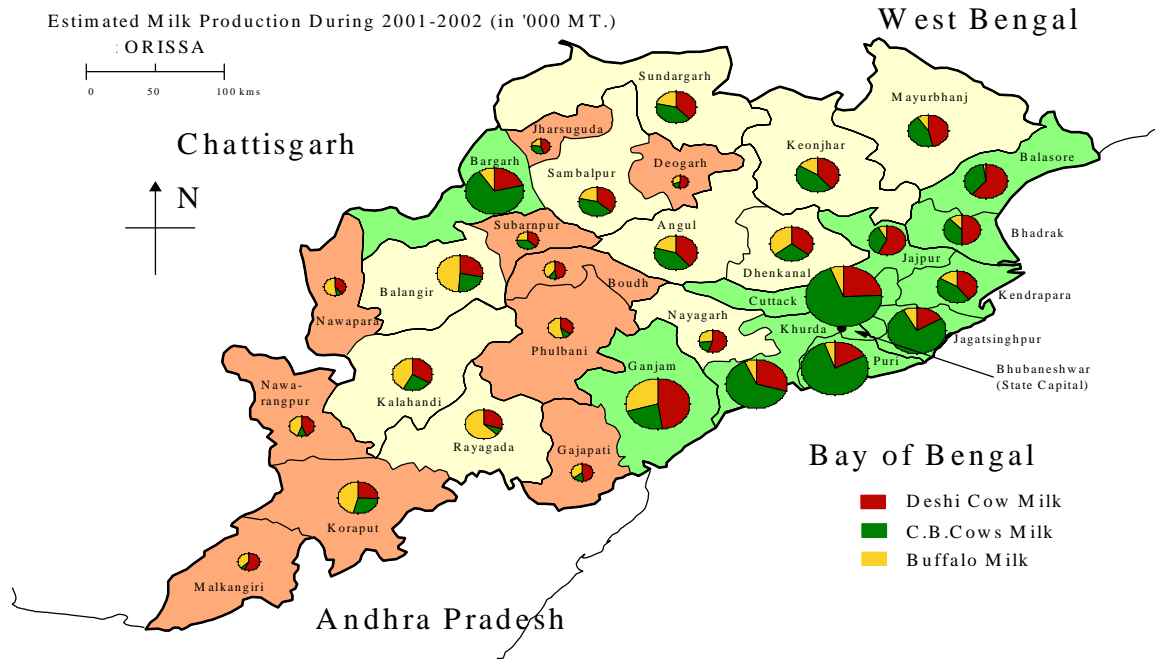 Estimated Milk Production During 2001-2002 (in '000 MT.)
: ORISSA
0 50 100 kms
West Bengal
Chattisgarh
N
Sundargarh
Mayurbhanj
Jharsuguda
Keonjhar
Bargarh
Deogarh
Balasore
Sambalpur
Subarnpur
Angul
Bhadrak
Jajpur
Dhenkanal
Balangir
Boudh
Cuttack
Kendrapara
Nawapara
Nayagarh
Khurda
Jagatsinghpur
Phulbani
Puri
Ganjam
Bhubaneshwar
(State Capital)
Nawa-
rangpur
Kalahandi
Rayagada
Gajapati
Bay of Bengal
Koraput
Deshi Cow Milk
C.B.Cows Milk
Buffalo Milk
Malkangiri
Andhra Pradesh